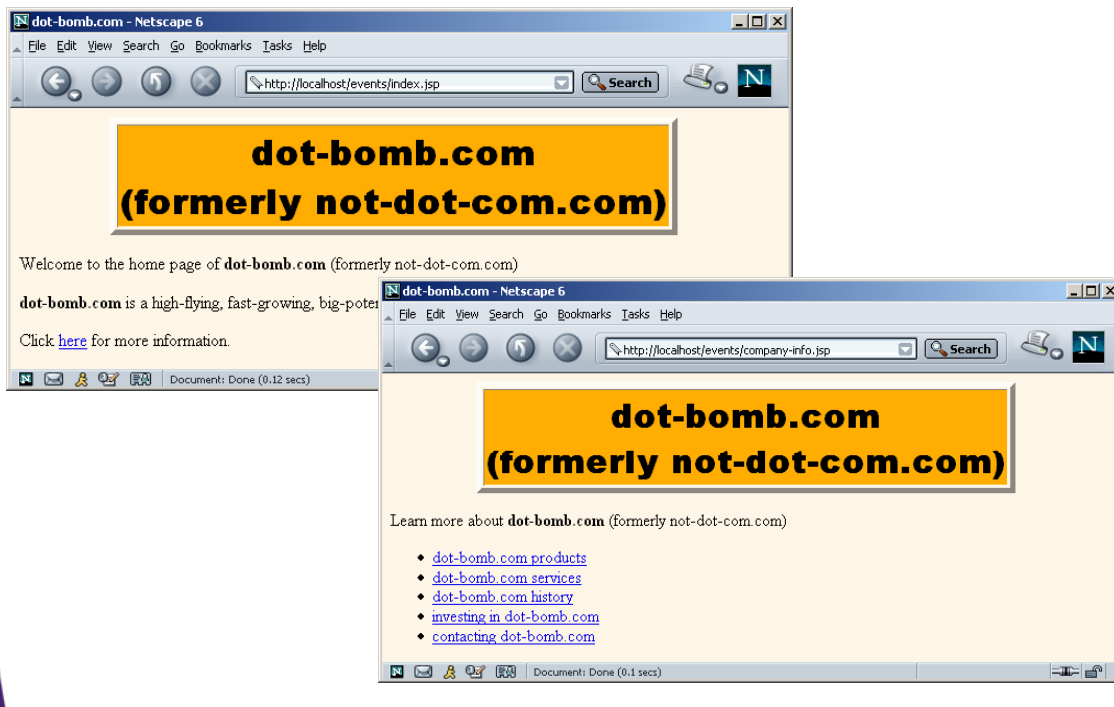 dot-bomb.com - Netscape 6
File Edit View Search Go Bookmarks Tasks Help
http://localhost/events/index.jsp Search N
dot-bomb.com
(formerly not-dot-com.com)
Welcome to the home page of dot-bomb.com (formerly not-dot-com.com)
dot-bomb.com is a high-flying, fast-growing, big-poter
Click here for more information.
Document: Done (0.12 secs)
dot-bomb.com - Netscape 6
File Edit View Search Go Bookmarks Tasks Help
http://localhost/events/company-info.jsp Search N
dot-bomb.com
(formerly not-dot-com.com)
Learn more about dot-bomb.com (formerly not-dot-com.com)
dot-bomb.com products
dot-bomb.com services
dot-bomb.com history
investing in dot-bomb.com
contacting dot-bomb.com
Document: Done (0.1 secs)